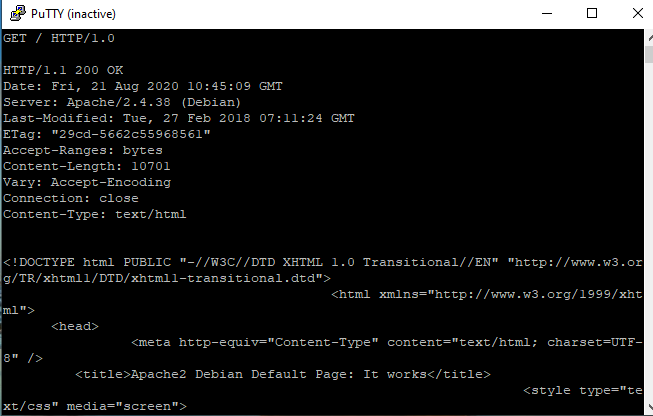 PuTTY (inactive)
GET / HTTP/1.0
HTTP/1.1 200 OK
Date: Fri, 21 Aug 2020 10:45:09 GMT
Server: Apache/2.4.38 (Debian)
Last-Modified: Tue, 27 Feb 2018 07:11:24 GMT
ETag: "29cd-5662c55968561"
Accept-Ranges: bytes
Content-Length: 10701
Vary: Accept-Encoding
Connection: close
Content-Type: text/html
<!DOCTYPE html PUBLIC "-//W3C//DTD XHTML 1.0 Transitional//EN" "http://www.w3.or
g/TR/xhtml1/DTD/xhtml1-transitional.dtd">
<html xmlns="http://www.w3.org/1999/xht
ml">
<head>
<meta http-equiv="Content-Type" content="text/html; charset=UTF-
8" />
<title>Apache2 Debian Default Page: It works</title>
<style type="te
xt/css" media="screen">